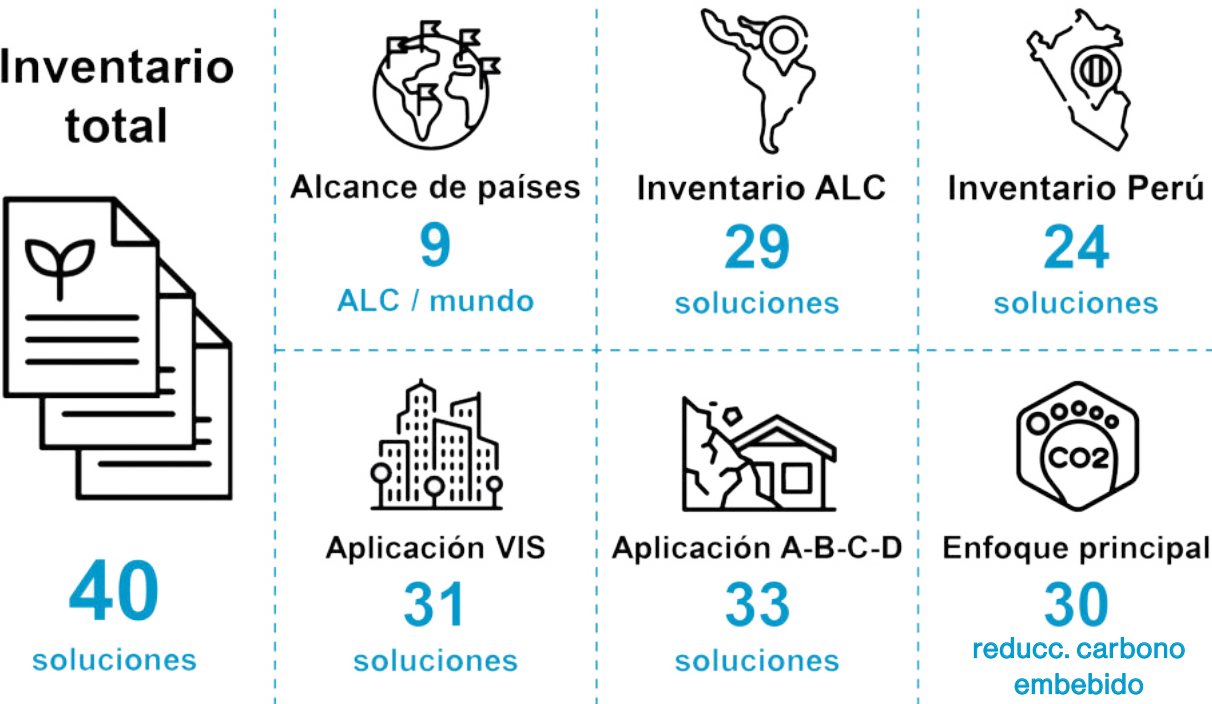 Inventario
total
40
soluciones
Alcance de países
9
ALC / mundo
Inventario ALC
29
soluciones
Inventario Perú
24
soluciones
Aplicación VIS
31
soluciones
Aplicación A-B-C-D
33
soluciones
CO2
Enfoque principal
30
reducc. carbono
embebido